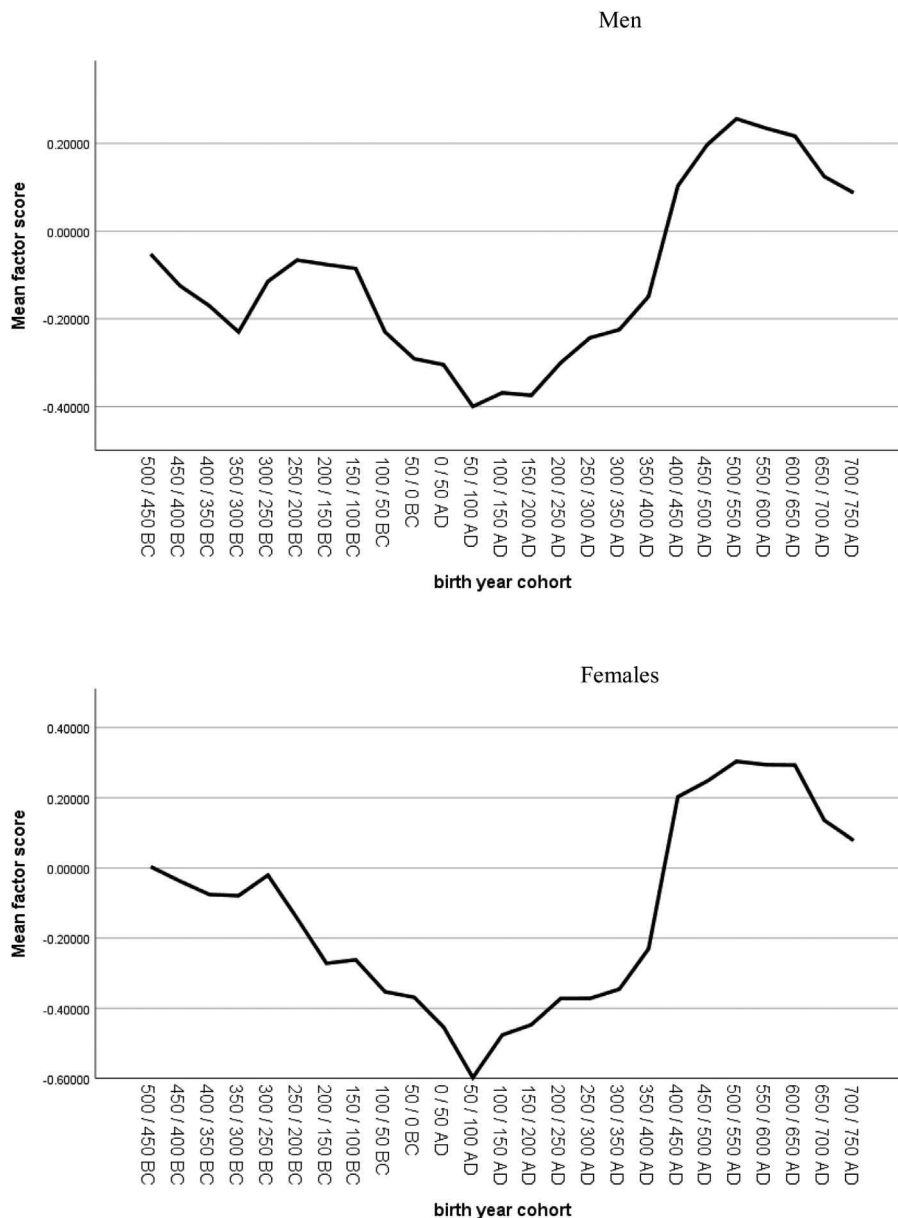 Men
0.20000
0.00000
-0.20000
-0.40000
Mean factor score
500 / 450 BC
450 / 400 BC
400 / 350 BC
350 / 300 BC
300 / 250 BC
250 / 200 BC
200 / 150 BC
150 / 100 BC
100 / 50 BC
50 / 0 BC
0 / 50 AD
50 / 100 AD
100 / 150 AD
150 / 200 AD
200 / 250 AD
250 / 300 AD
300 / 350 AD
350 / 400 AD
400 / 450 AD
450 / 500 AD
500 / 550 AD
550 / 600 AD
600 / 650 AD
650 / 700 AD
700 / 750 AD
birth year cohort
Females
0.40000
0.20000
0.00000
-0.20000
-0.40000
-0.60000
Mean factor score
500 / 450 BC
450 / 400 BC
400 / 350 BC
350 / 300 BC
300 / 250 BC
250 / 200 BC
200 / 150 BC
150 / 100 BC
100 / 50 BC
50 / 0 BC
0 / 50 AD
50 / 100 AD
100 / 150 AD
150 / 200 AD
200 / 250 AD
250 / 300 AD
300 / 350 AD
350 / 400 AD
400 / 450 AD
450 / 500 AD
500 / 550 AD
550 / 600 AD
600 / 650 AD
650 / 700 AD
700 / 750 AD
birth year cohort